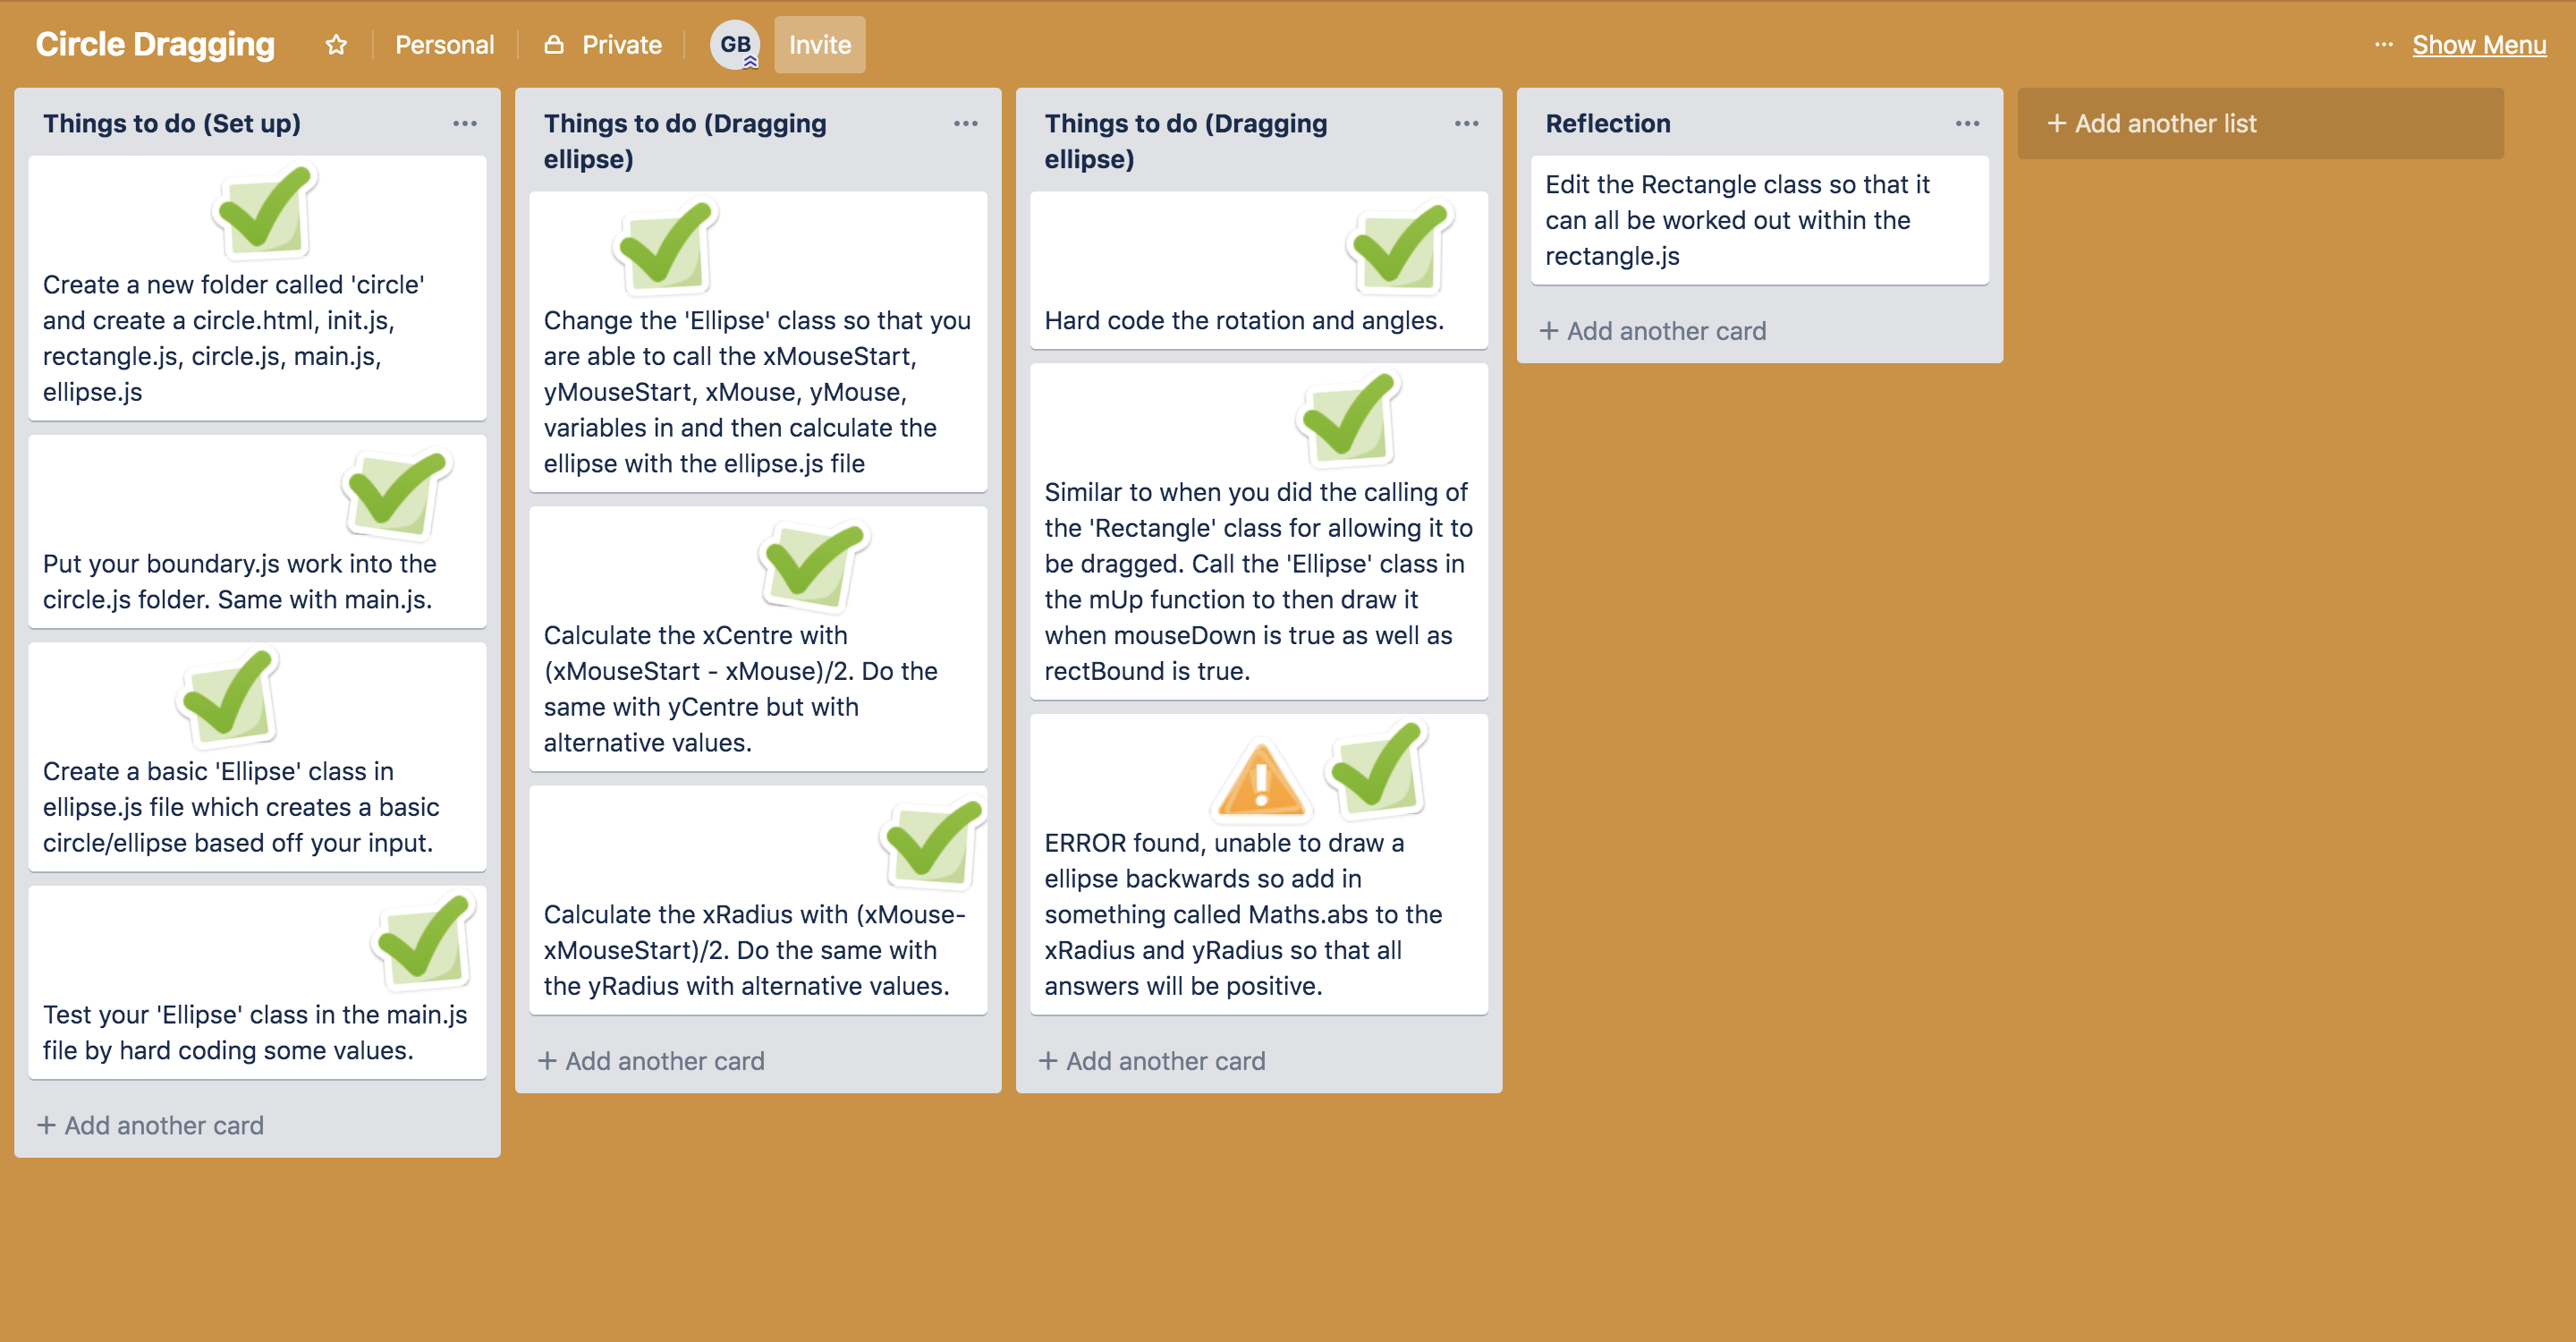 Circle Dragging
Personal
Private
GB
Invite
··· Show Menu
Things to do (Set up)
Create a new folder called 'circle'
and create a circle.html, init.js,
rectangle.js, circle.js, main.js,
ellipse.js
Put your boundary.js work into the
circle.js folder. Same with main.js.
Create a basic 'Ellipse' class in
ellipse.js file which creates a basic
circle/ellipse based off your input.
Test your 'Ellipse' class in the main.js
file by hard coding some values.
+ Add another card
Things to do (Dragging
ellipse)
Change the 'Ellipse' class so that you
are able to call the xMouseStart,
yMouseStart, xMouse, yMouse,
variables in and then calculate the
ellipse with the ellipse.js file
Calculate the xCentre with
(xMouseStart - xMouse)/2. Do the
same with yCentre but with
alternative values.
Calculate the xRadius with (xMouse-
xMouseStart)/2. Do the same with
the yRadius with alternative values.
+ Add another card
Things to do (Dragging
ellipse)
Hard code the rotation and angles.
Similar to when you did the calling of
the 'Rectangle' class for allowing it to
be dragged. Call the 'Ellipse' class in
the mUp function to then draw it
when mouseDown is true as well as
rectBound is true.
ERROR found, unable to draw a
ellipse backwards so add in
something called Maths.abs to the
xRadius and yRadius so that all
answers will be positive.
+ Add another card
Reflection
Edit the Rectangle class so that it
can all be worked out within the
rectangle.js
+ Add another card
+ Add another list